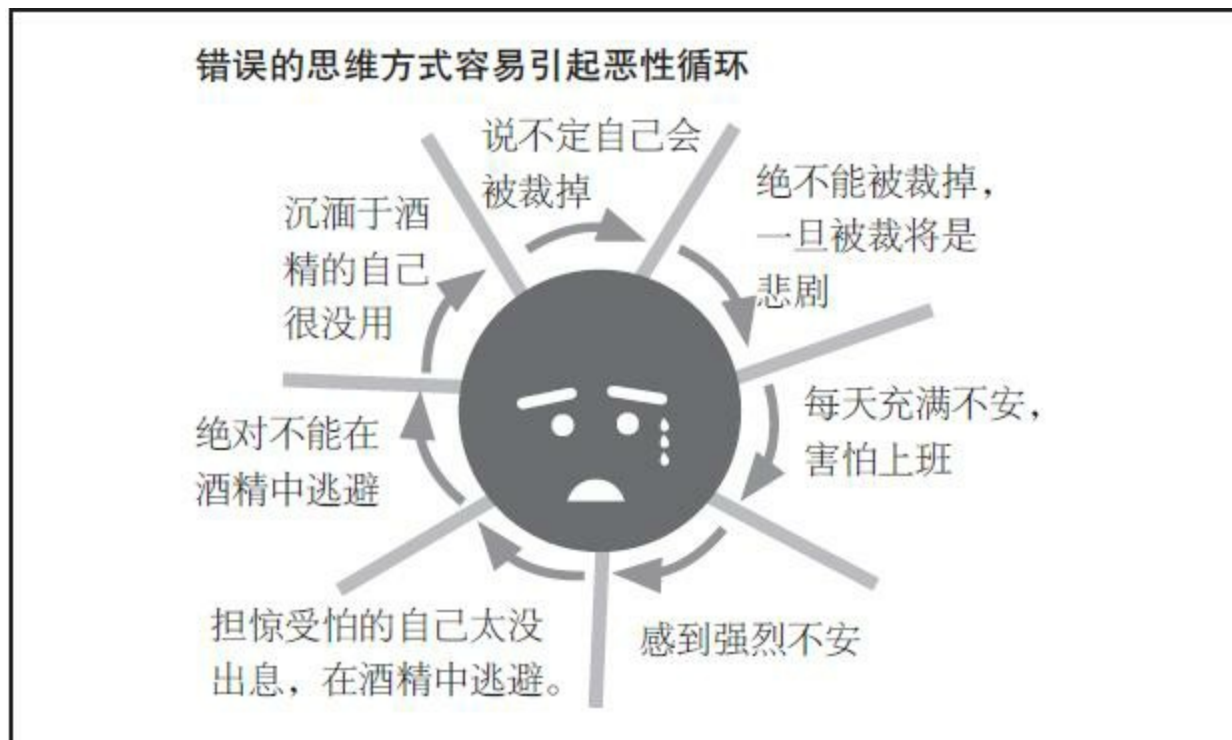 错误的思维方式容易引起恶性循环
说不定自己会
被裁掉
绝不能被裁掉，
一旦被裁将是
悲剧
每天充满不安，
害怕上班
感到强烈不安
担惊受怕的自己太没
出息，在酒精中逃避。
绝对不能在
酒精中逃避
沉湎于酒
精的自己
很没用